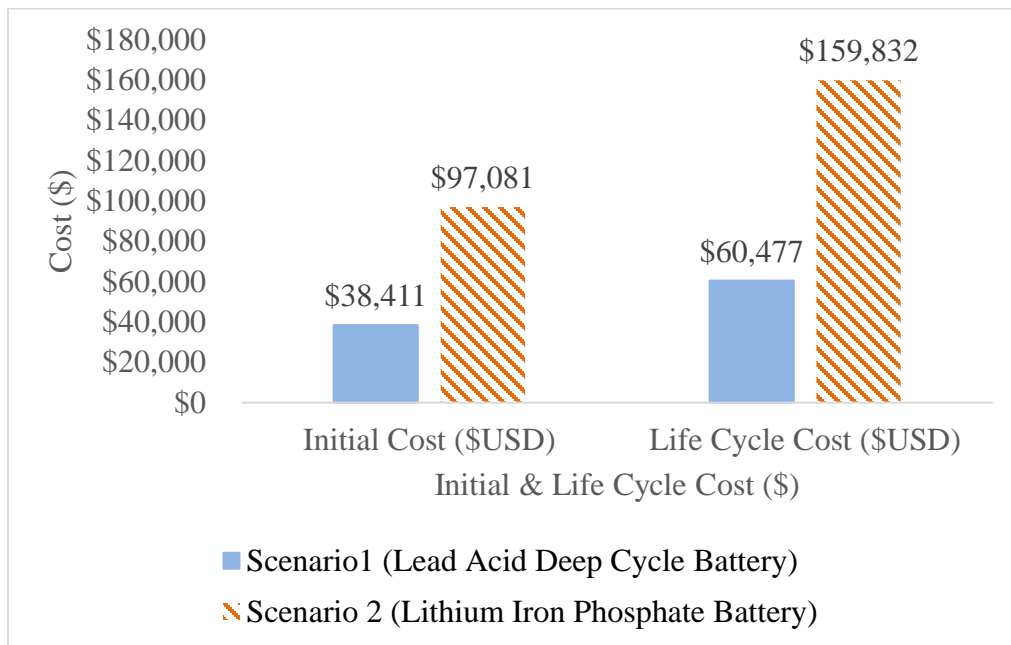 $180,000
$160,000
$140,000
$120,000
$100,000
$80,000
$60,000
$40,000
$20,000
$0
Cost ($)
$38,411
$97,081
$60,477
$159,832
Initial Cost ($USD)
Life Cycle Cost ($USD)
Initial & Life Cycle Cost ($)
Scenario1 (Lead Acid Deep Cycle Battery)
Scenario 2 (Lithium Iron Phosphate Battery)